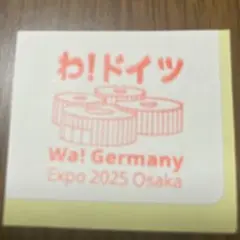 わ！ドイツ
Wa! Germany
Expo 2025 Osaka